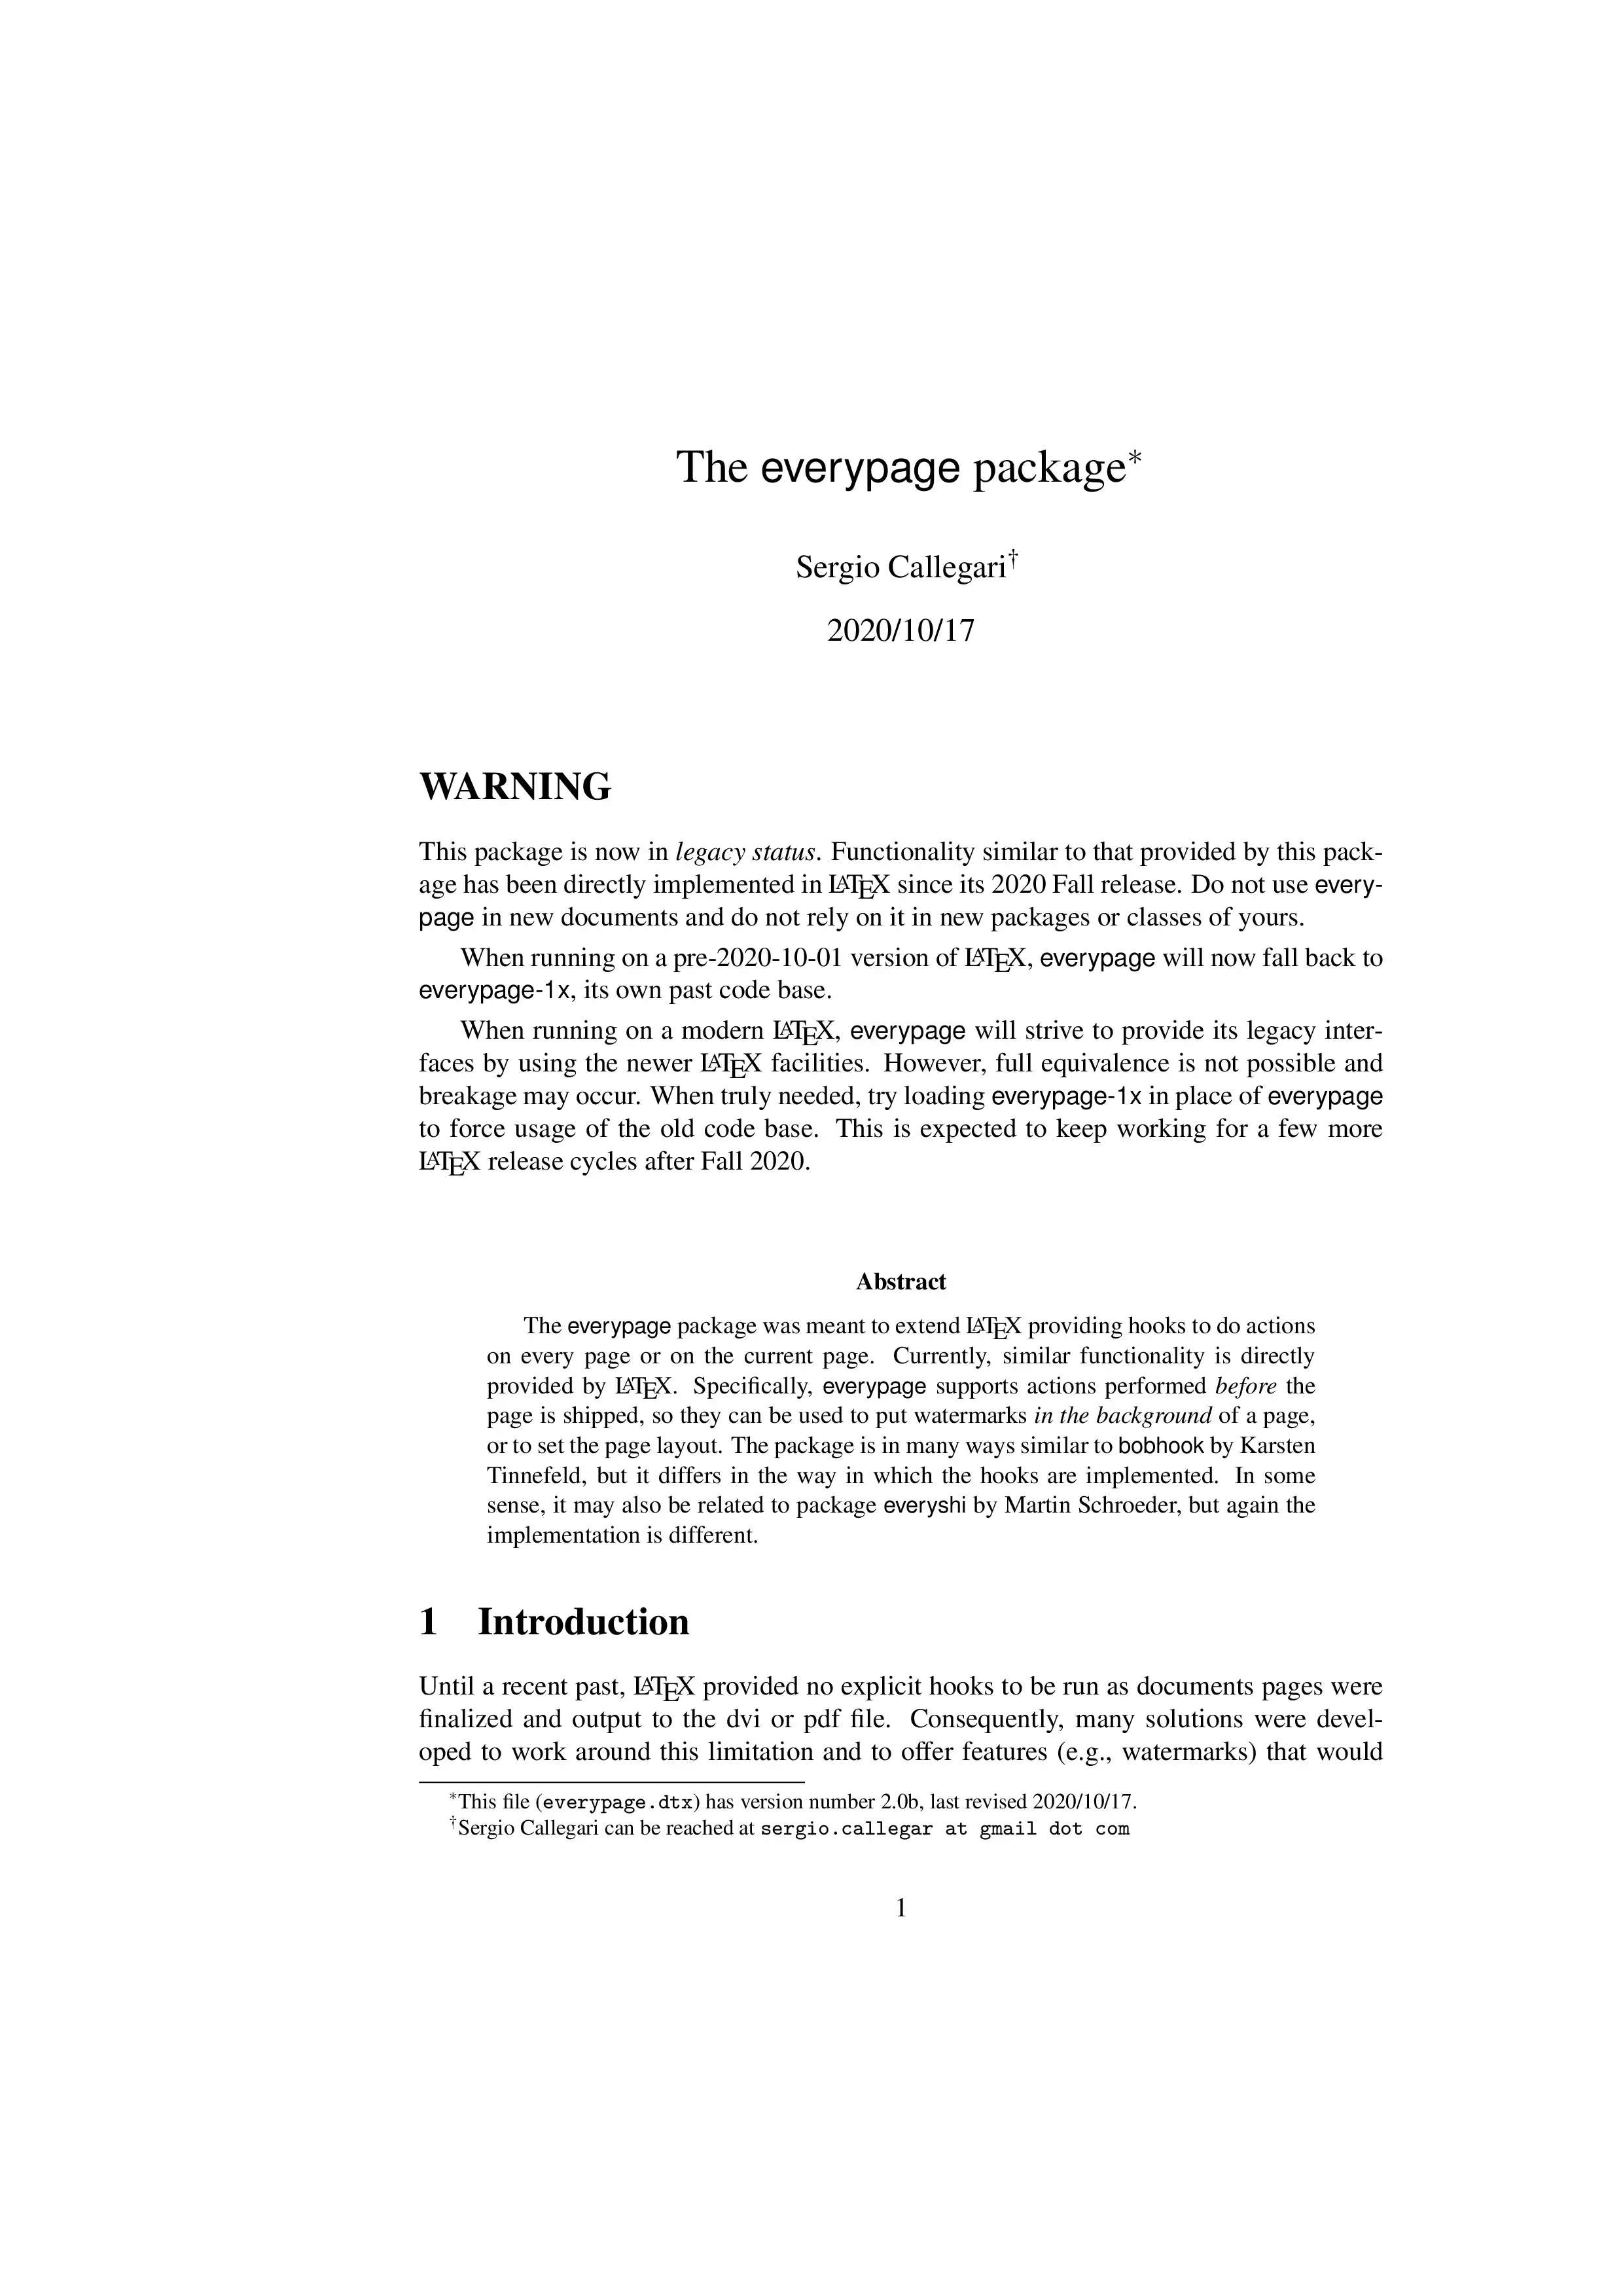 The everypage package*
Sergio Callegari†
2020/10/17
WARNING
This package is now in legacy status. Functionality similar to that provided by this pack-
age has been directly implemented in LATEX since its 2020 Fall release. Do not use every-
page in new documents and do not rely on it in new packages or classes of yours.
When running on a pre-2020-10-01 version of LATEX, everypage will now fall back to
everypage-1x, its own past code base.
When running on a modern LATEX, everypage will strive to provide its legacy inter-
faces by using the newer LATEX facilities. However, full equivalence is not possible and
breakage may occur. When truly needed, try loading everypage-1x in place of everypage
to force usage of the old code base. This is expected to keep working for a few more
LATEX release cycles after Fall 2020.
Abstract
The everypage package was meant to extend LATEX providing hooks to do actions
on every page or on the current page. Currently, similar functionality is directly
provided by LATEX. Specifically, everypage supports actions performed before the
page is shipped, so they can be used to put watermarks in the background of a page,
or to set the page layout. The package is in many ways similar to bobhook by Karsten
Tinnefeld, but it differs in the way in which the hooks are implemented. In some
sense, it may also be related to package everyshi by Martin Schroeder, but again the
implementation is different.
1 Introduction
Until a recent past, LATEX provided no explicit hooks to be run as documents pages were
finalized and output to the dvi or pdf file. Consequently, many solutions were devel-
oped to work around this limitation and to offer features (e.g., watermarks) that would
*This file (everypage.dtx) has version number 2.0b, last revised 2020/10/17.
†Sergio Callegari can be reached at sergio.callegar at gmail dot com
1